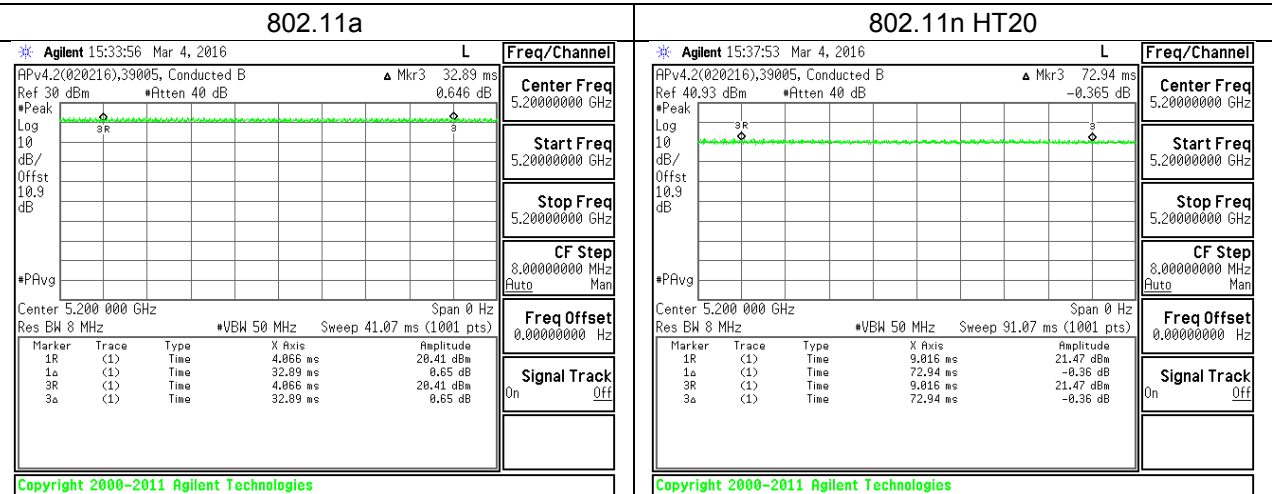 802.11a
Agilent 15:33:56 Mar 4, 2016 L
APv4.2(020216),39005, Conducted B Δ Mkr3 32.89 ms
Ref 30 dBm #Atten 40 dB 0.646 dB
#Peak
Log
10
dB/
Offst
10.9
dB
#PAvg
3R
3
Center 5.200 000 GHz Span 0 Hz
Res BW 8 MHz #VBW 50 MHz Sweep 41.07 ms (1001 pts)
Marker Trace Type X Axis Amplitude
1R (1) Time 4.066 ms 20.41 dBm
1Δ (1) Time 32.89 ms 0.65 dB
3R (1) Time 4.066 ms 20.41 dBm
3Δ (1) Time 32.89 ms 0.65 dB
Copyright 2000-2011 Agilent Technologies
Freq/Channel
Center Freq
5.20000000 GHz
Start Freq
5.20000000 GHz
Stop Freq
5.20000000 GHz
CF Step
8.00000000 MHz
Auto Man
Freq Offset
0.00000000 Hz
Signal Track
On Off
802.11n HT20
Agilent 15:37:53 Mar 4, 2016 L
APv4.2(020216),39005, Conducted B Δ Mkr3 72.94 ms
Ref 40.93 dBm #Atten 40 dB -0.365 dB
#Peak
Log
10
dB/
Offst
10.9
dB
#PAvg
3R
3
Center 5.200 000 GHz Span 0 Hz
Res BW 8 MHz #VBW 50 MHz Sweep 91.07 ms (1001 pts)
Marker Trace Type X Axis Amplitude
1R (1) Time 9.016 ms 21.47 dBm
1Δ (1) Time 72.94 ms -0.36 dB
3R (1) Time 9.016 ms 21.47 dBm
3Δ (1) Time 72.94 ms -0.36 dB
Copyright 2000-2011 Agilent Technologies
Freq/Channel
Center Freq
5.20000000 GHz
Start Freq
5.20000000 GHz
Stop Freq
5.20000000 GHz
CF Step
8.00000000 MHz
Auto Man
Freq Offset
0.00000000 Hz
Signal Track
On Off